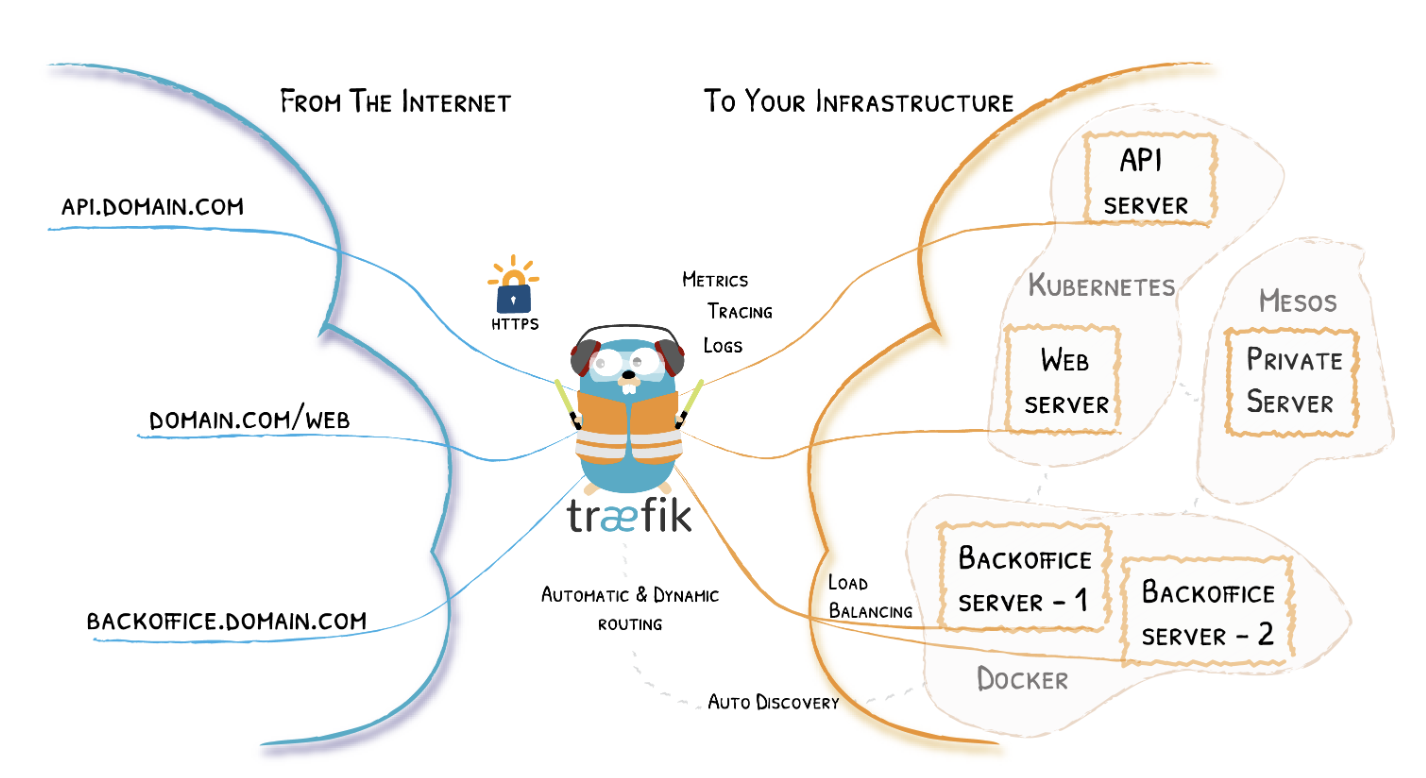 From The Internet
To Your Infrastructure
API
server
api.domain.com
Metrics
Tracing
Logs
HTTPS
Kubernetes
Mesos
Web
server
Private
Server
domain.com/web
træfik
Backoffice
server - 1
Backoffice
server - 2
Load
Balancing
Automatic & Dynamic
routing
backoffice.domain.com
Docker
Auto Discovery